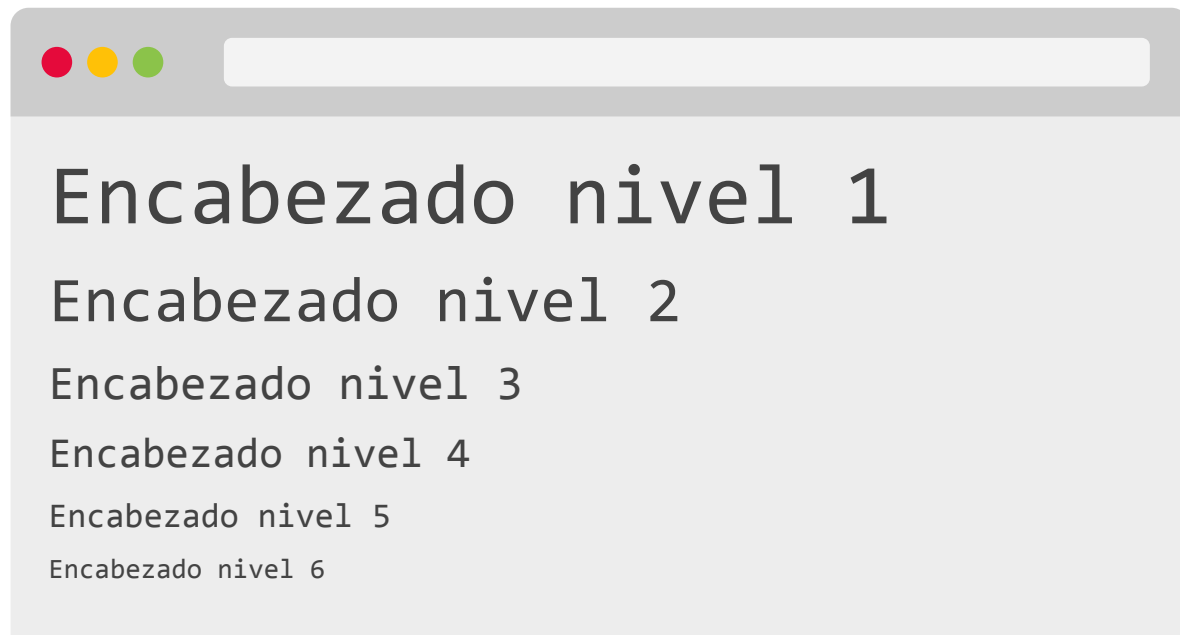 Encabezado nivel 1
Encabezado nivel 2
Encabezado nivel 3
Encabezado nivel 4
Encabezado nivel 5
Encabezado nivel 6